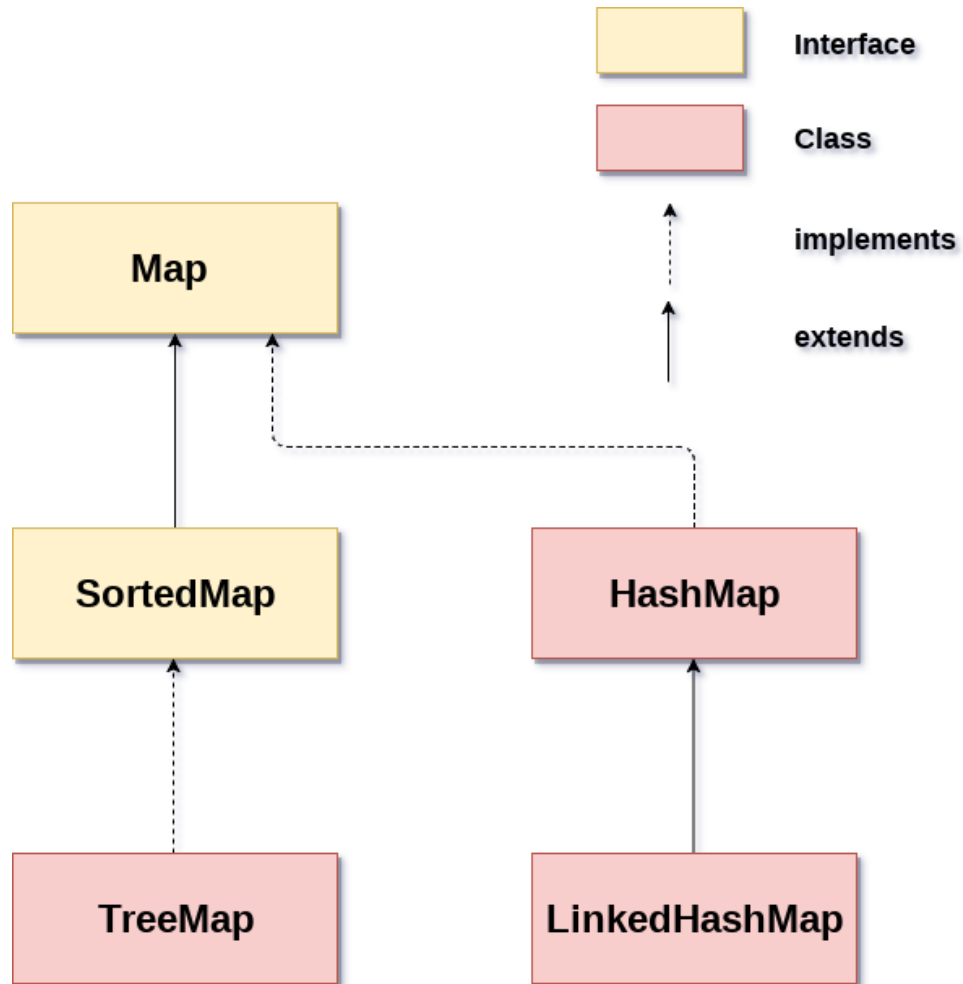 Interface
Class
implements
extends
Map
SortedMap
HashMap
TreeMap
LinkedHashMap